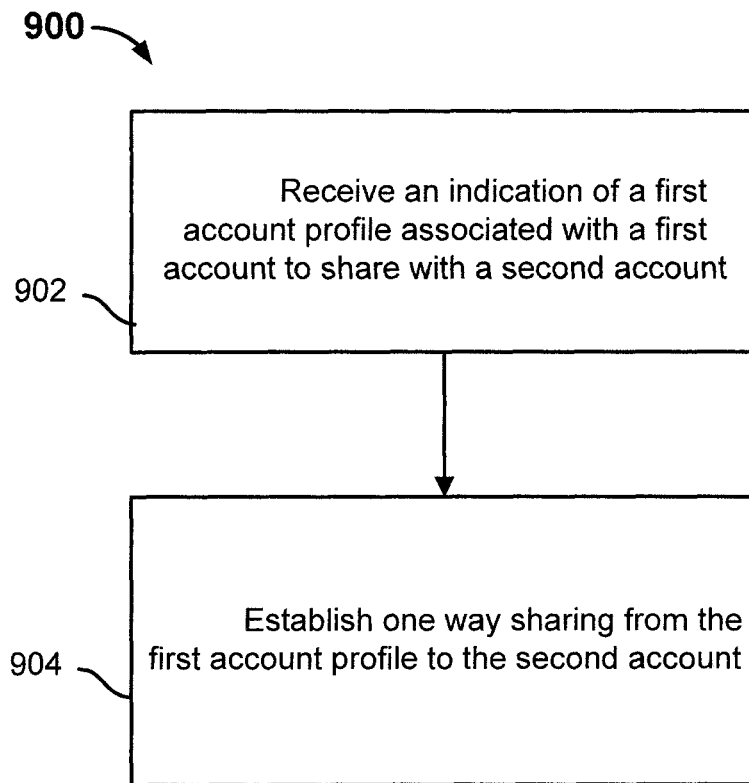 900
Receive an indication of a first
account profile associated with a first
account to share with a second account
902
Establish one way sharing from the
first account profile to the second account
904